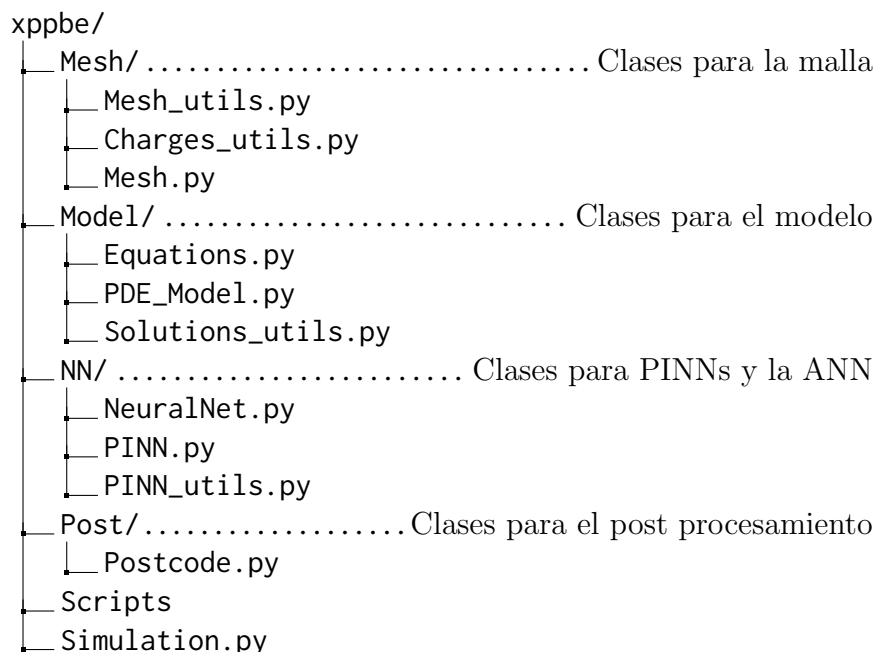 xppbe/
Mesh/ ................................ Clases para la malla
Mesh_utils.py
Charges_utils.py
Mesh.py
Model/ ............................. Clases para el modelo
Equations.py
PDE_Model.py
Solutions_utils.py
NN/ ......................... Clases para PINNs y la ANN
NeuralNet.py
PINN.py
PINN_utils.py
Post/................... Clases para el post procesamiento
Postcode.py
Scripts
Simulation.py